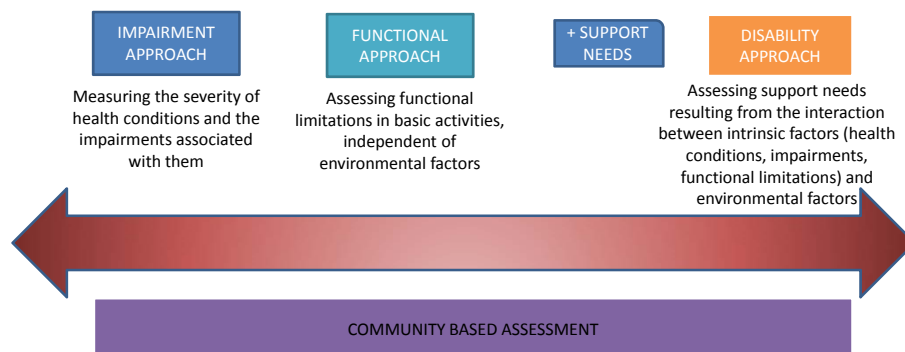 IMPAIRMENT
APPROACH
Measuring the severity of
health conditions and the
impairments associated
with them
FUNCTIONAL
APPROACH
Assessing functional
limitations in basic activities,
independent of
environmental factors
+ SUPPORT
NEEDS
DISABILITY
APPROACH
Assessing support needs
resulting from the interaction
between intrinsic factors (health
conditions, impairments,
functional limitations) and
environmental factors
COMMUNITY BASED ASSESSMENT